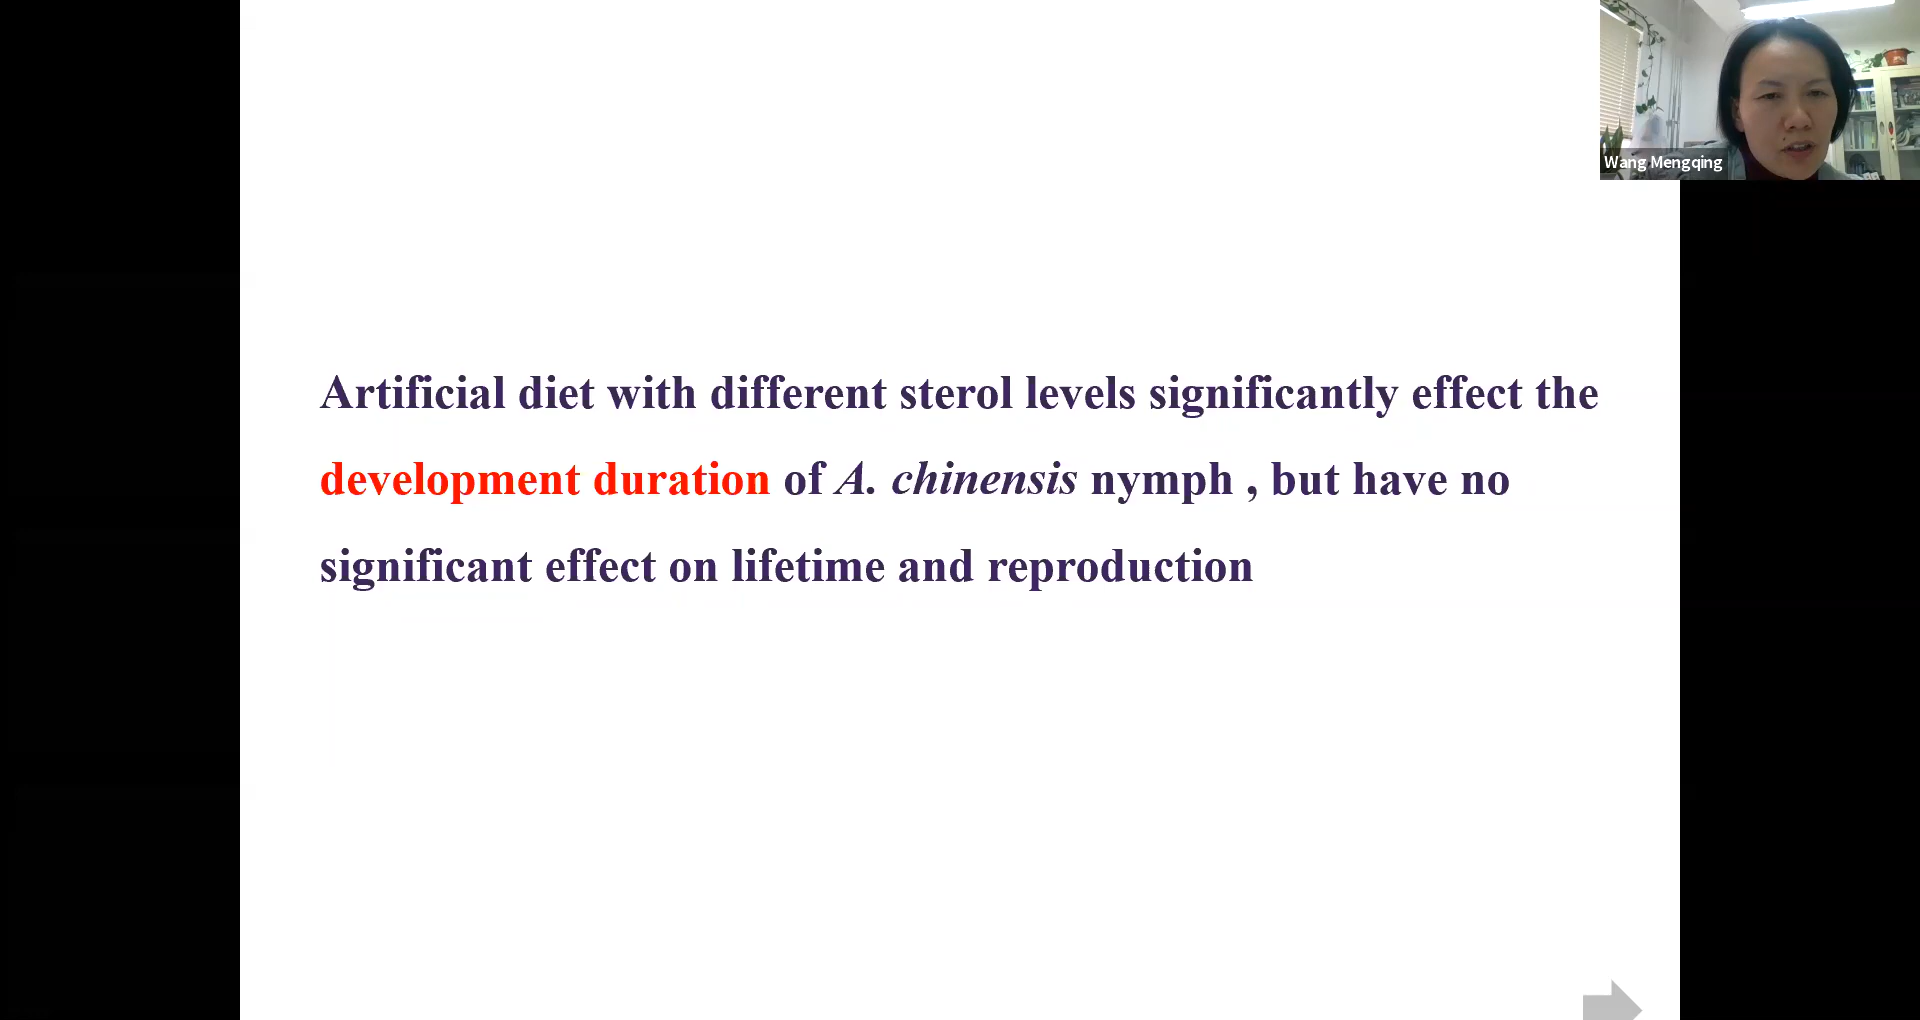 Wang Mengqing
Artificial diet with different sterol levels significantly effect the
development duration of A. chinensis nymph , but have no
significant effect on lifetime and reproduction